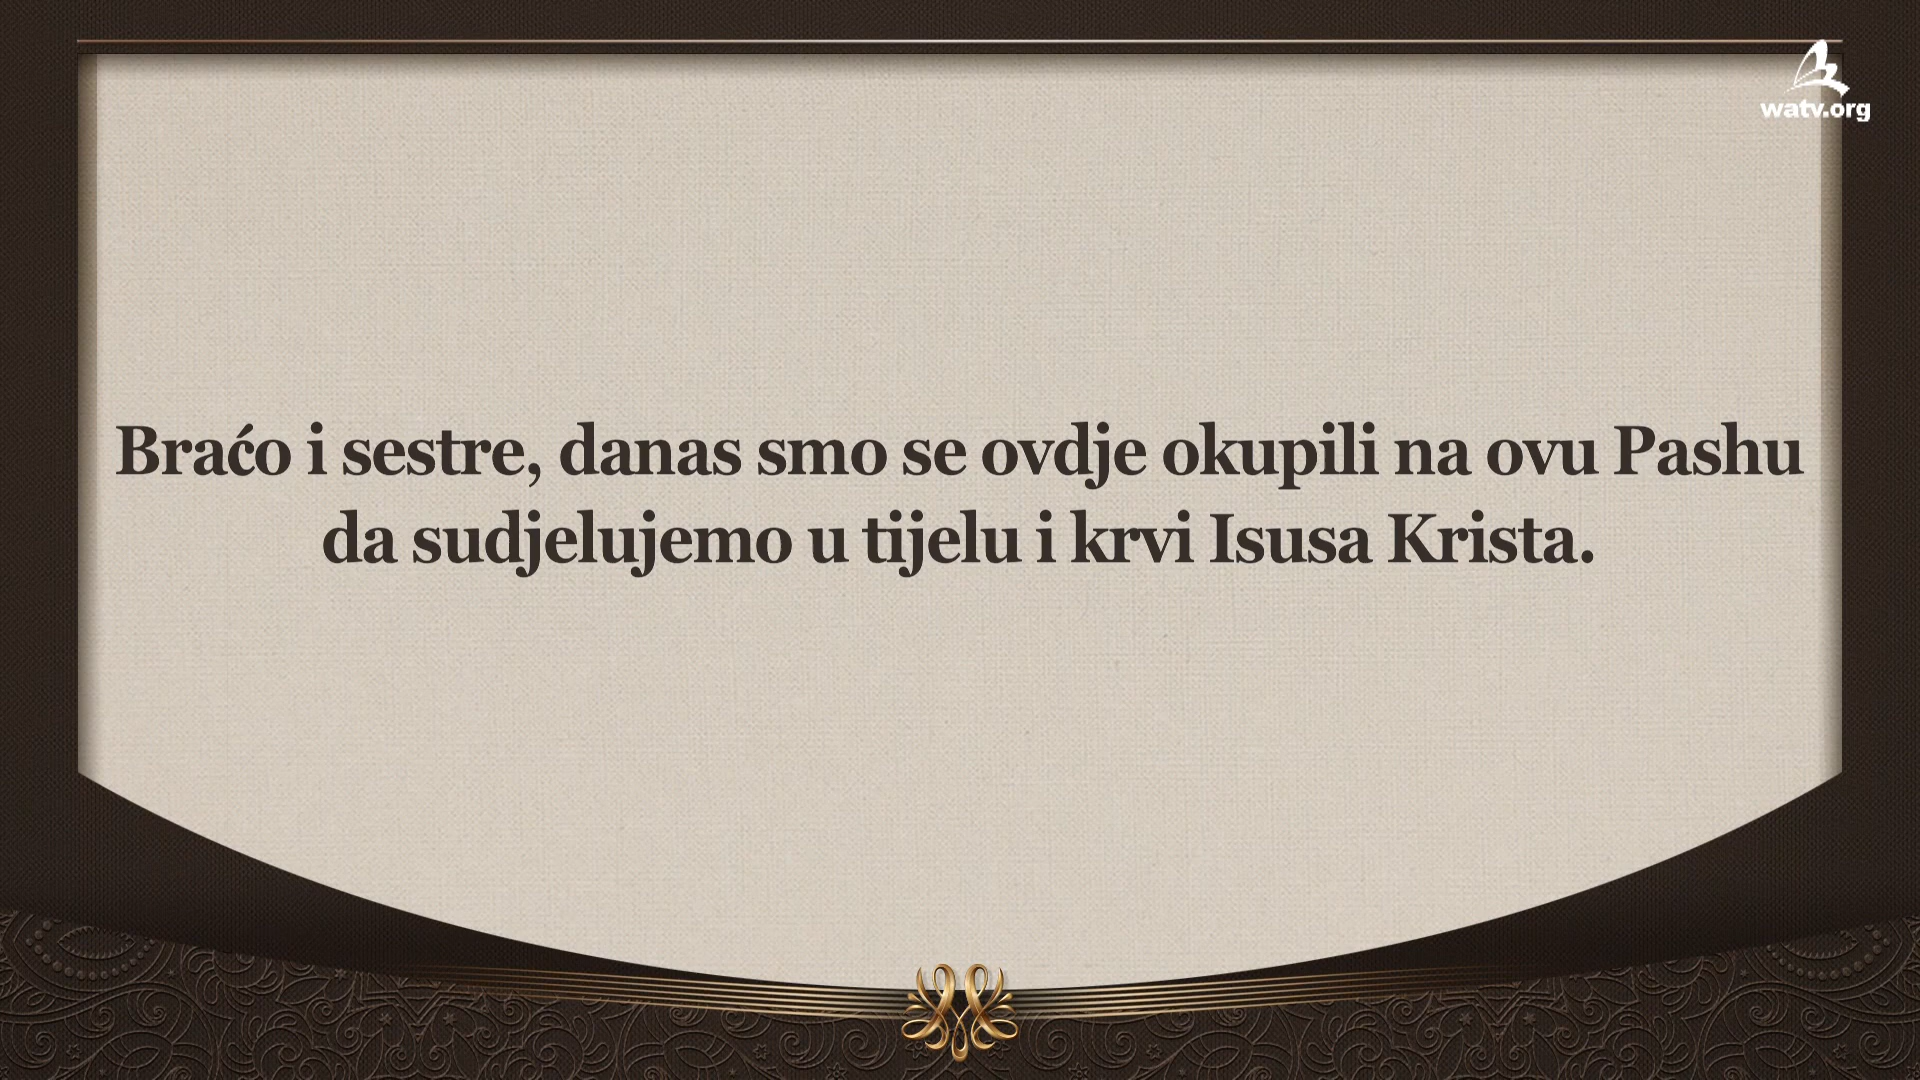 watv.org
Braćo i sestre, danas smo se ovdje okupili na ovu Pashu
da sudjelujemo u tijelu i krvi Isusa Krista.